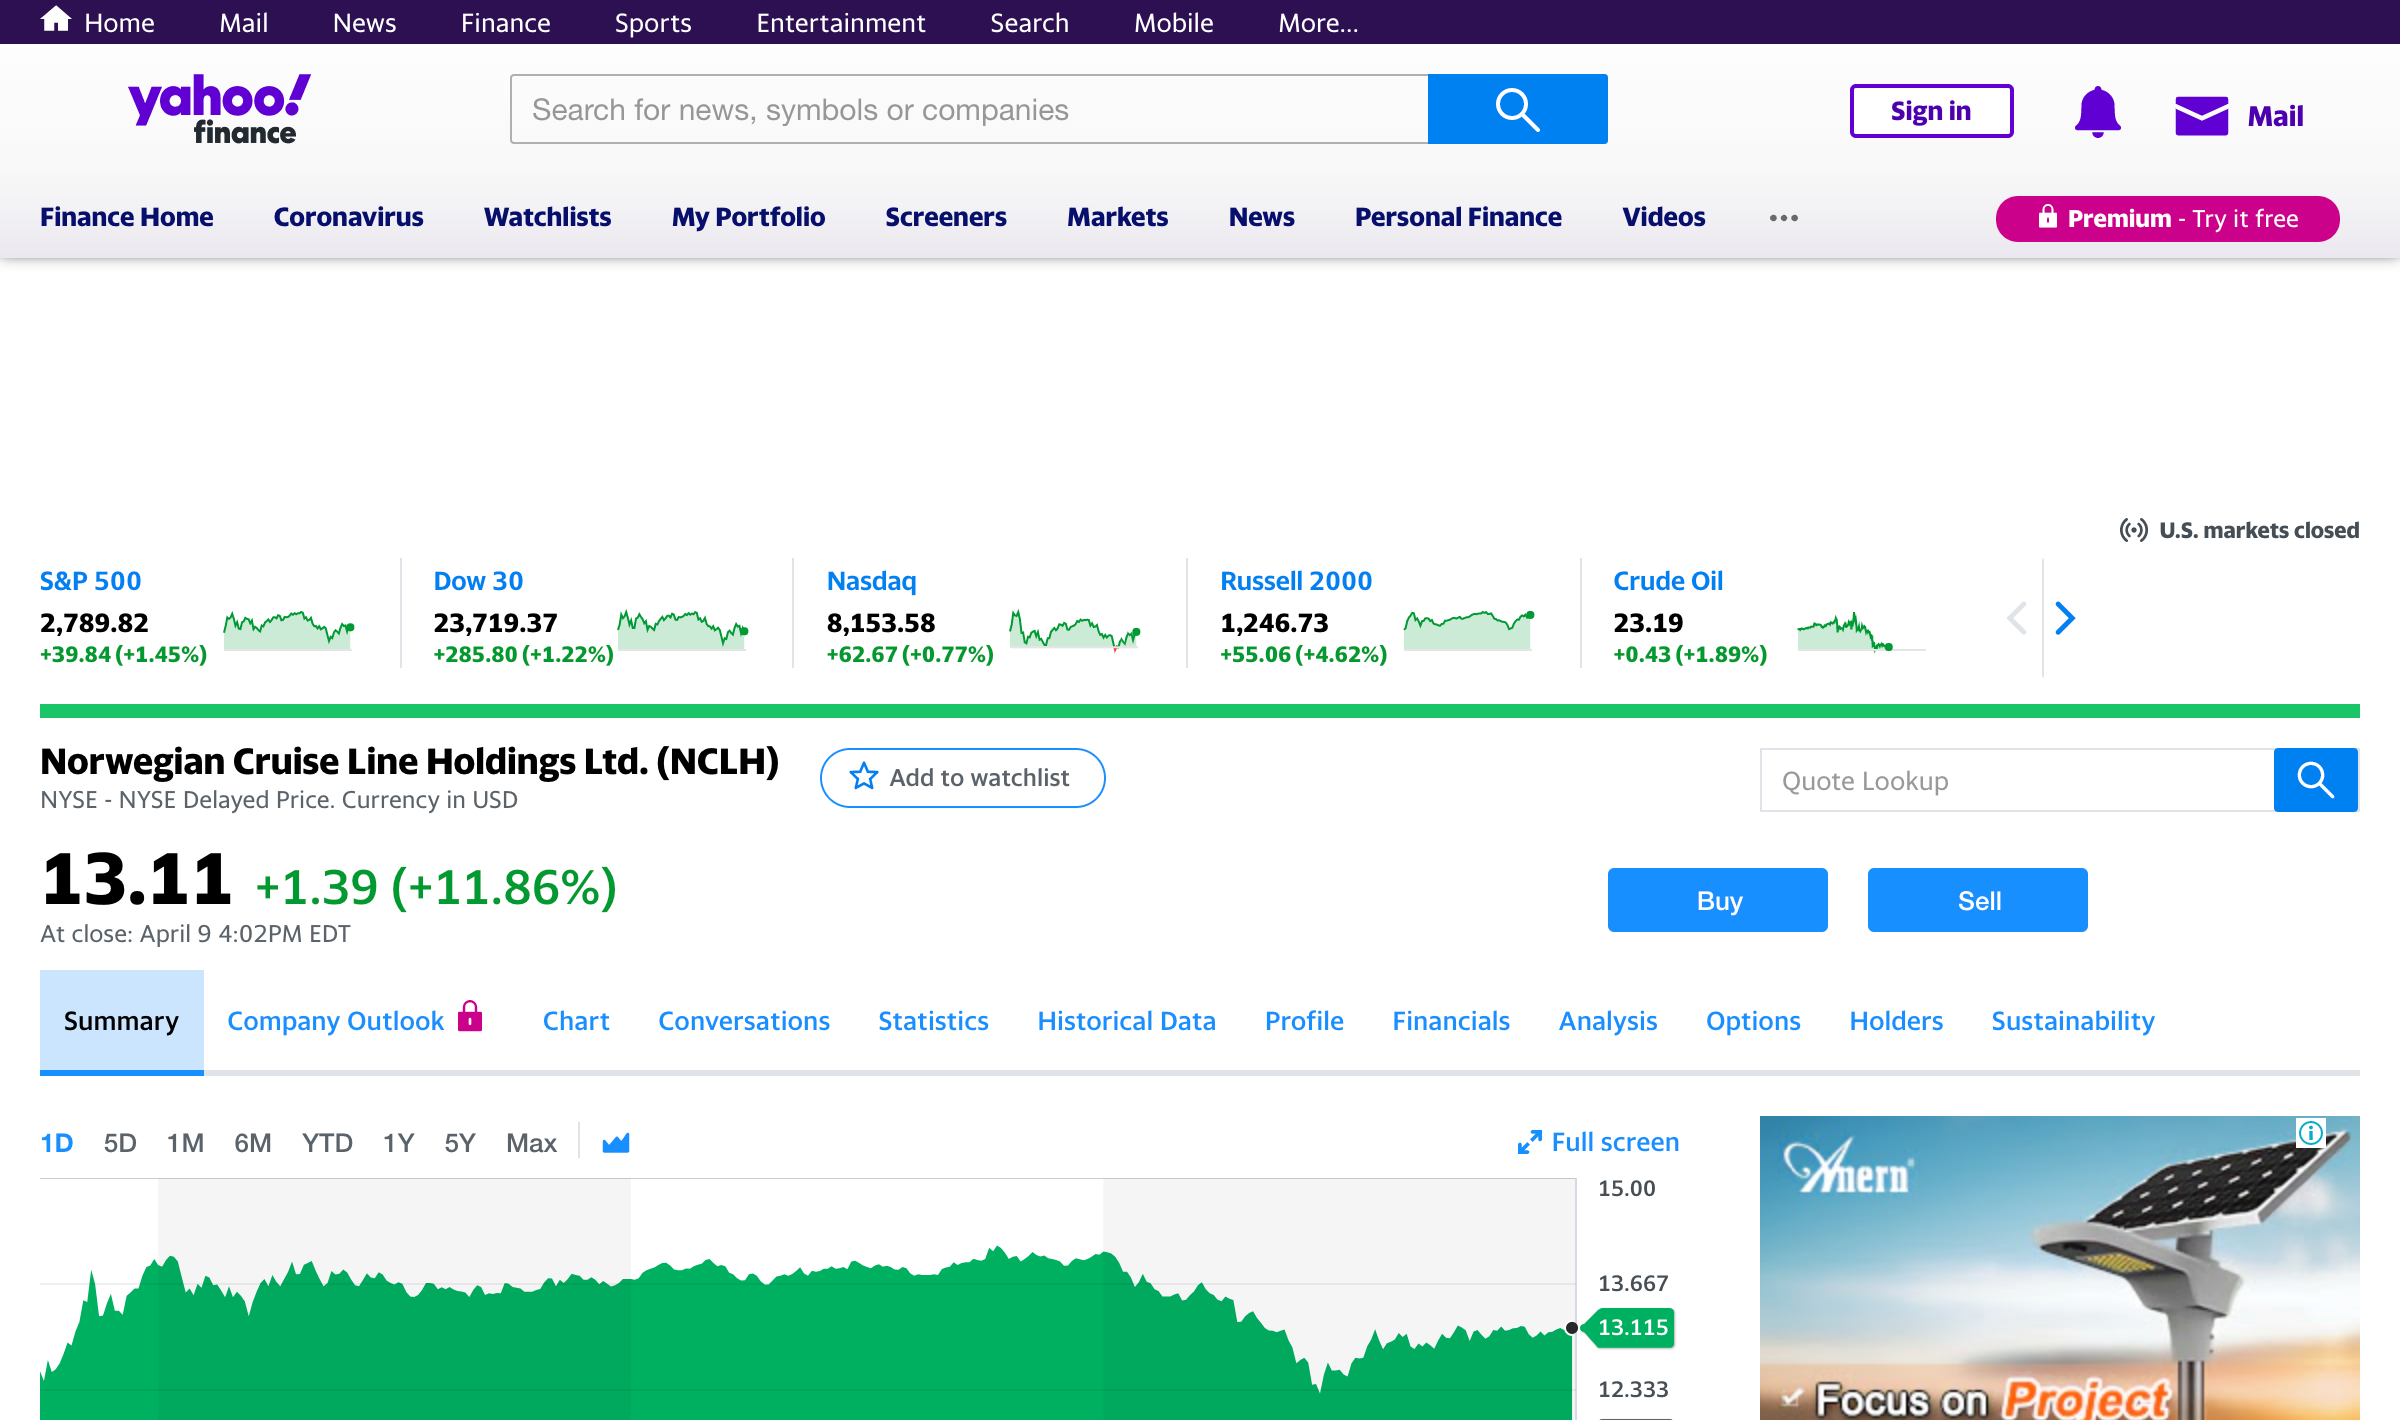 Home Mail News Finance Sports Entertainment Search Mobile More...
yahoo!
finance
Search for news, symbols or companies
Sign in
Mail
Finance Home Coronavirus Watchlists My Portfolio Screeners Markets News Personal Finance Videos ... Premium - Try it free
U.S. markets closed
S&P 500
2,789.82
+39.84 (+1.45%)
Dow 30
23,719.37
+285.80 (+1.22%)
Nasdaq
8,153.58
+62.67 (+0.77%)
Russell 2000
1,246.73
+55.06 (+4.62%)
Crude Oil
23.19
+0.43 (+1.89%)
Norwegian Cruise Line Holdings Ltd. (NCLH)
NYSE - NYSE Delayed Price. Currency in USD
Add to watchlist
Quote Lookup
13.11 +1.39 (+11.86%)
At close: April 9 4:02PM EDT
Buy
Sell
Summary Company Outlook Chart Conversations Statistics Historical Data Profile Financials Analysis Options Holders Sustainability
1D 5D 1M 6M YTD 1Y 5Y Max
Full screen
15.00
13.667
13.115
12.333
Anern
Focus on Project